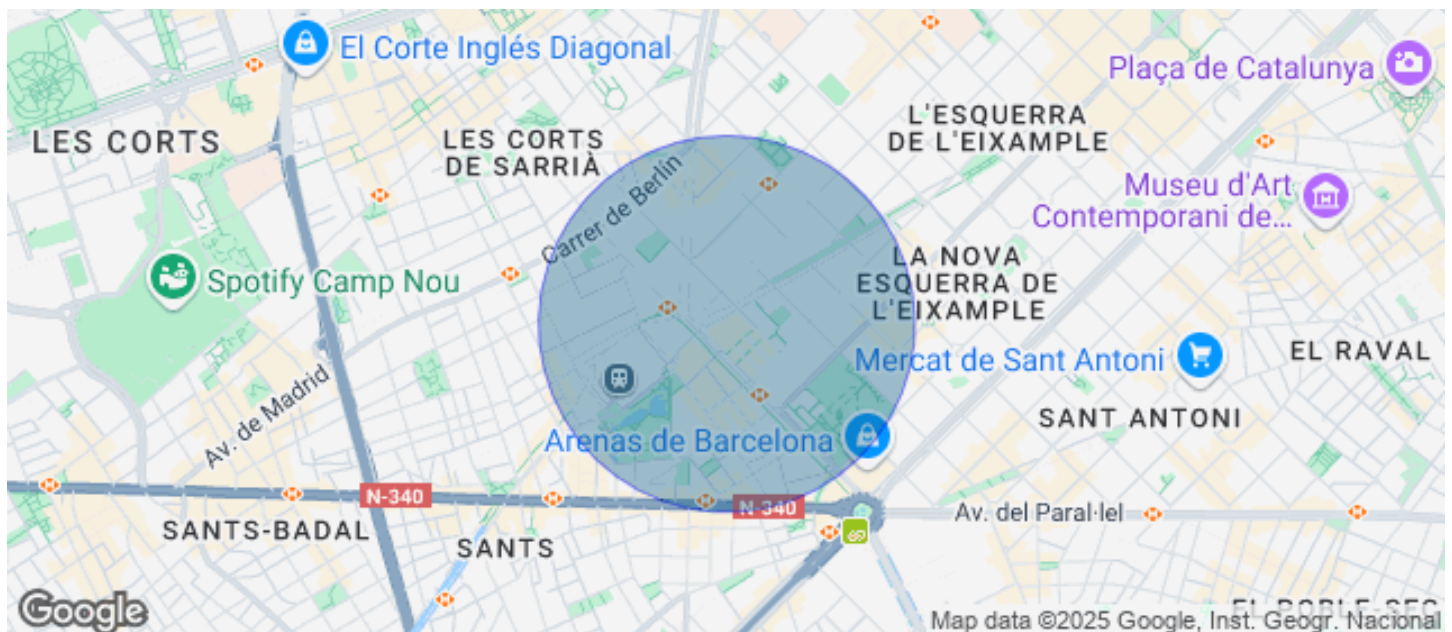 El Corte Inglés Diagonal
Plaça de Catalunya
LES CORTS
LES CORTS
DE SARRIÀ
L'ESQUERRA
DE L'EIXAMPLE
Carrer de Berlín
Museu d'Art
Contemporani de...
Spotify Camp Nou
LA NOVA
ESQUERRA DE
L'EIXAMPLE
Mercat de Sant Antoni
EL RAVAL
Av. de Madrid
SANT ANTONI
Arenas de Barcelona
N-340
N-340
Av. del Paral·lel
SANTS-BADAL
SANTS
EL POBLE-SEC
Google
Map data ©2025 Google, Inst. Geogr. Nacional